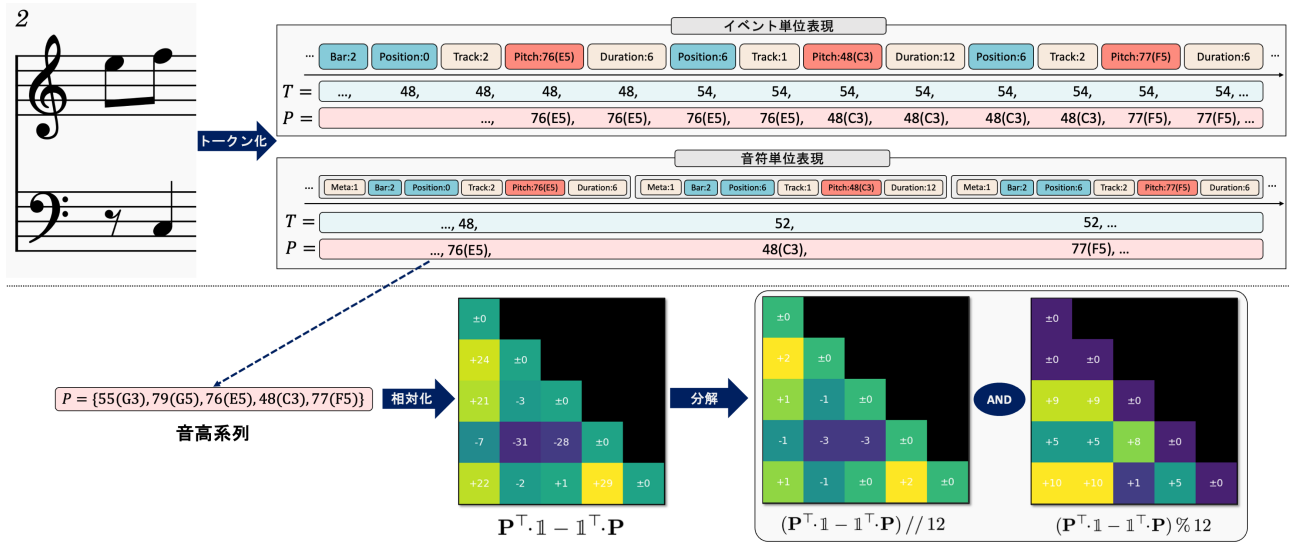 2
イベント単位表現
... Bar:2 Position:0 Track:2 Pitch:76(E5) Duration:6 Position:6 Track:1 Pitch:48(C3) Duration:12 Position:6 Track:2 Pitch:77(F5) Duration:6 ...
T = ..., 48, 48, 48, 48, 54, 54, 54, 54, 54, 54, 54, 54, ...
P = ..., 76(E5), 76(E5), 76(E5), 76(E5), 48(C3), 48(C3), 48(C3), 48(C3), 77(F5), 77(F5), ...
トークン化
音符単位表現
... Meta:1 Bar:2 Position:0 Track:2 Pitch:76(E5) Duration:6 Meta:1 Bar:2 Position:6 Track:1 Pitch:48(C3) Duration:12 Meta:1 Bar:2 Position:6 Track:2 Pitch:77(F5) Duration:6 ...
T = ..., 48, 52, 52, ...
P = ..., 76(E5), 48(C3), 77(F5), ...
P = {55(G3), 79(G5), 76(E5), 48(C3), 77(F5)}
音高系列
相対化
±0
+24 ±0
+21 -3 ±0
-7 -31 -28 ±0
+22 -2 +1 +29 ±0
P⊤·𝟙 − 𝟙⊤·P
分解
±0
+2 ±0
+1 -1 ±0
-1 -3 -3 ±0
+1 -1 ±0 +2 ±0
(P⊤·𝟙 − 𝟙⊤·P) // 12
AND
±0
±0 ±0
+9 +9 ±0
+5 +5 +8 ±0
+10 +10 +1 +5 ±0
(P⊤·𝟙 − 𝟙⊤·P) % 12